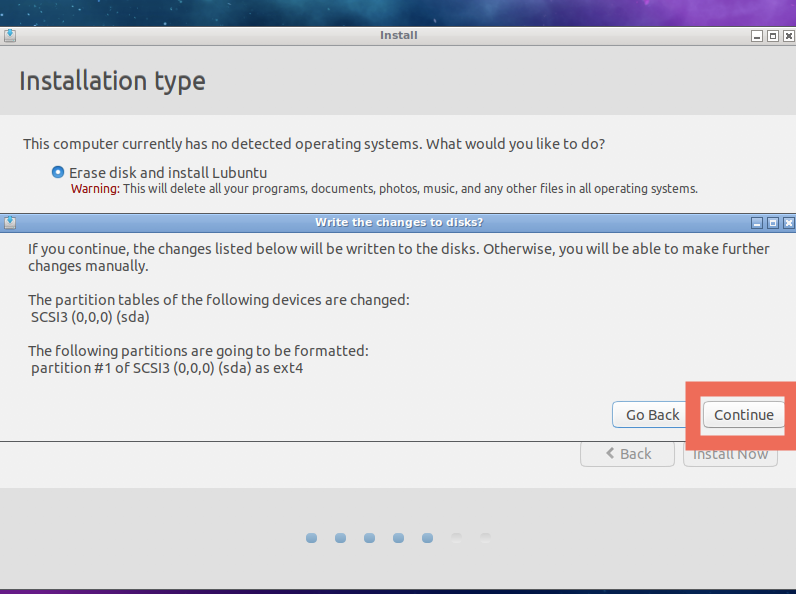 Install
Installation type
This computer currently has no detected operating systems. What would you like to do?
Erase disk and install Lubuntu
Warning: This will delete all your programs, documents, photos, music, and any other files in all operating systems.
Write the changes to disks?
If you continue, the changes listed below will be written to the disks. Otherwise, you will be able to make further
changes manually.
The partition tables of the following devices are changed:
SCSI3 (0,0,0) (sda)
The following partitions are going to be formatted:
partition #1 of SCSI3 (0,0,0) (sda) as ext4
Go Back Continue
Back Install Now